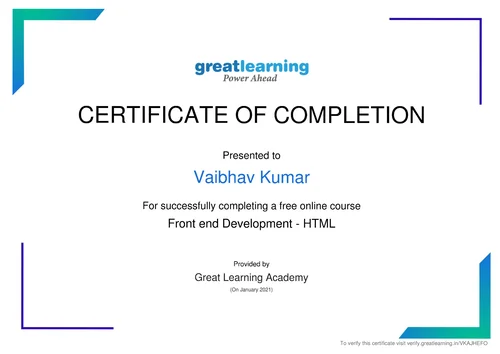 greatlearning
Power Ahead
CERTIFICATE OF COMPLETION
Presented to
Vaibhav Kumar
For successfully completing a free online course
Front end Development - HTML
Provided by
Great Learning Academy
(On January 2021)
To verify this certificate visit verify.greatlearning.in/VKAJHEFO